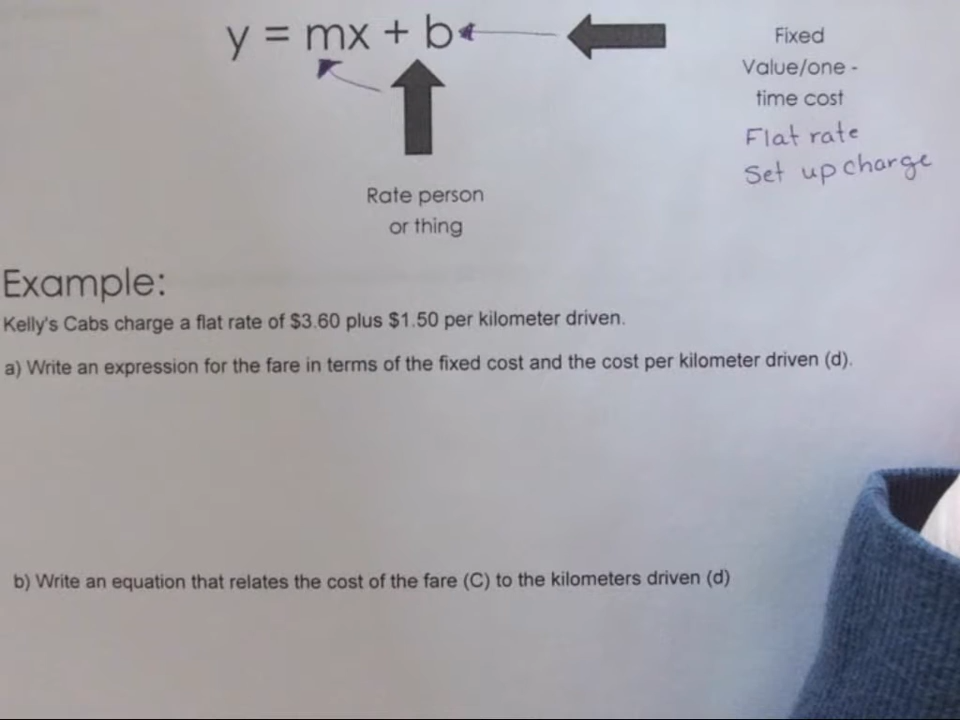 y = mx + b
Fixed
Value/one -
time cost
Flat rate
Set up charge
Rate person
or thing
Example:
Kelly's Cabs charge a flat rate of $3.60 plus $1.50 per kilometer driven.
a) Write an expression for the fare in terms of the fixed cost and the cost per kilometer driven (d).
b) Write an equation that relates the cost of the fare (C) to the kilometers driven (d)